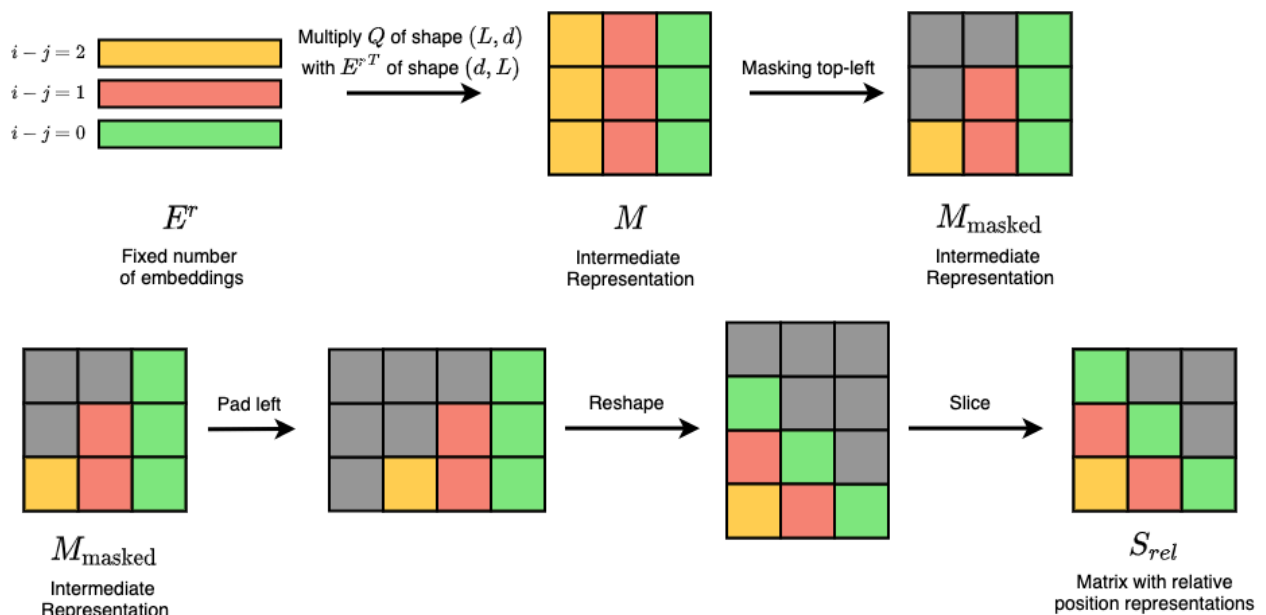 i − j = 2
i − j = 1
i − j = 0
Multiply Q of shape (L, d)
with E^{r T} of shape (d, L)
Masking top-left
E^r
Fixed number
of embeddings
M
Intermediate
Representation
M_masked
Intermediate
Representation
Pad left
Reshape
Slice
M_masked
Intermediate
Representation
S_rel
Matrix with relative
position representations